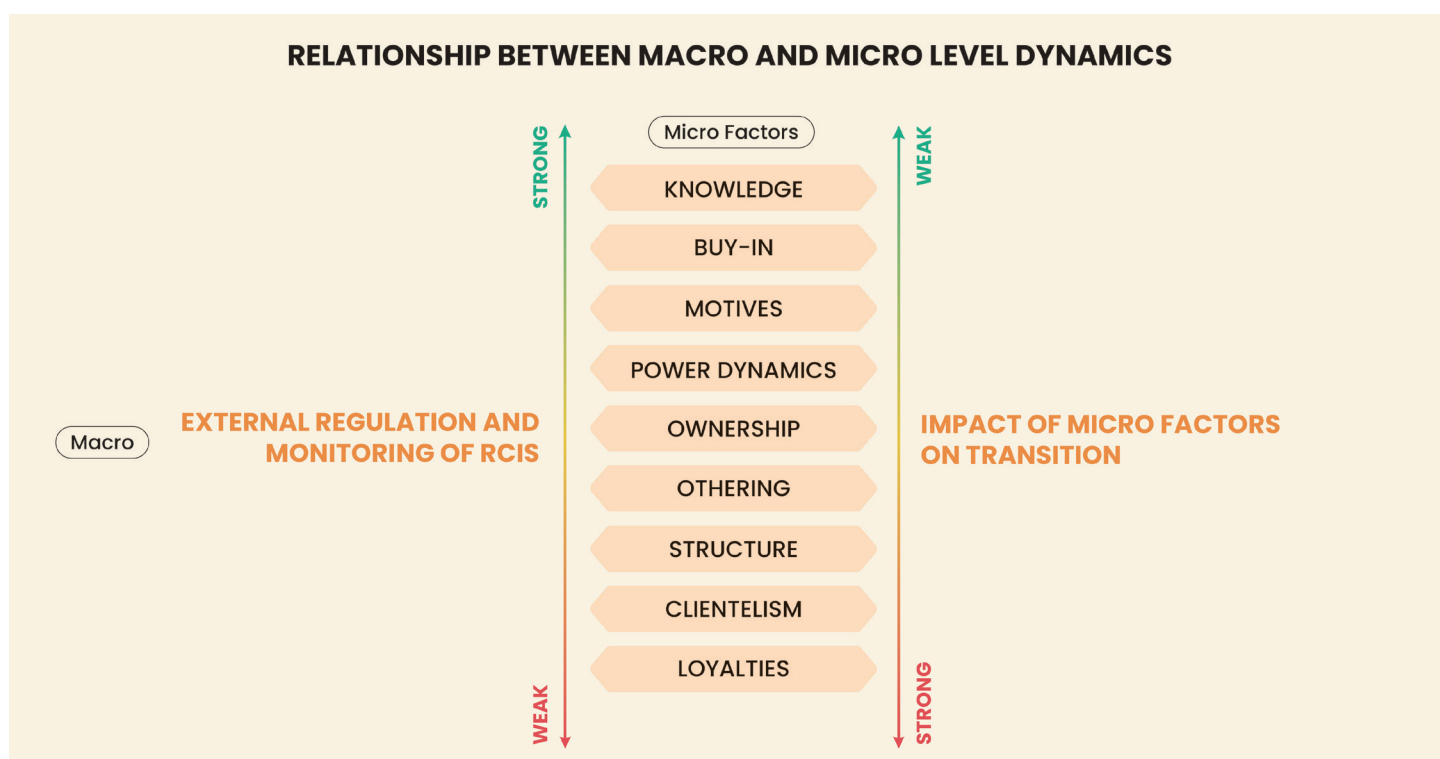 RELATIONSHIP BETWEEN MACRO AND MICRO LEVEL DYNAMICS
Micro Factors
STRONG
WEAK
KNOWLEDGE
BUY-IN
MOTIVES
POWER DYNAMICS
OWNERSHIP
OTHERING
STRUCTURE
CLIENTELISM
LOYALTIES
Macro
EXTERNAL REGULATION AND
MONITORING OF RCIS
IMPACT OF MICRO FACTORS
ON TRANSITION
WEAK
STRONG